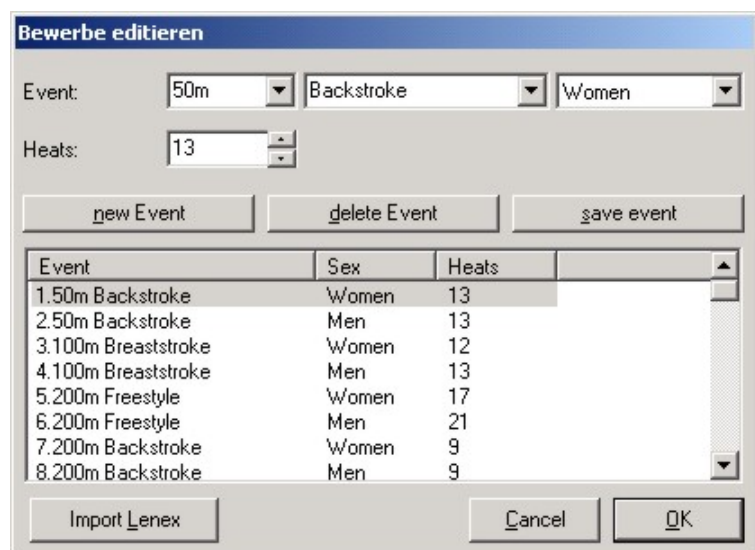 Bewerbe editieren
Event: 50m Backstroke Women
Heats: 13
new Event delete Event save event
Event Sex Heats
1.50m Backstroke Women 13
2.50m Backstroke Men 13
3.100m Breaststroke Women 12
4.100m Breaststroke Men 13
5.200m Freestyle Women 17
6.200m Freestyle Men 21
7.200m Backstroke Women 9
8.200m Backstroke Men 9
Import Lenex Cancel OK